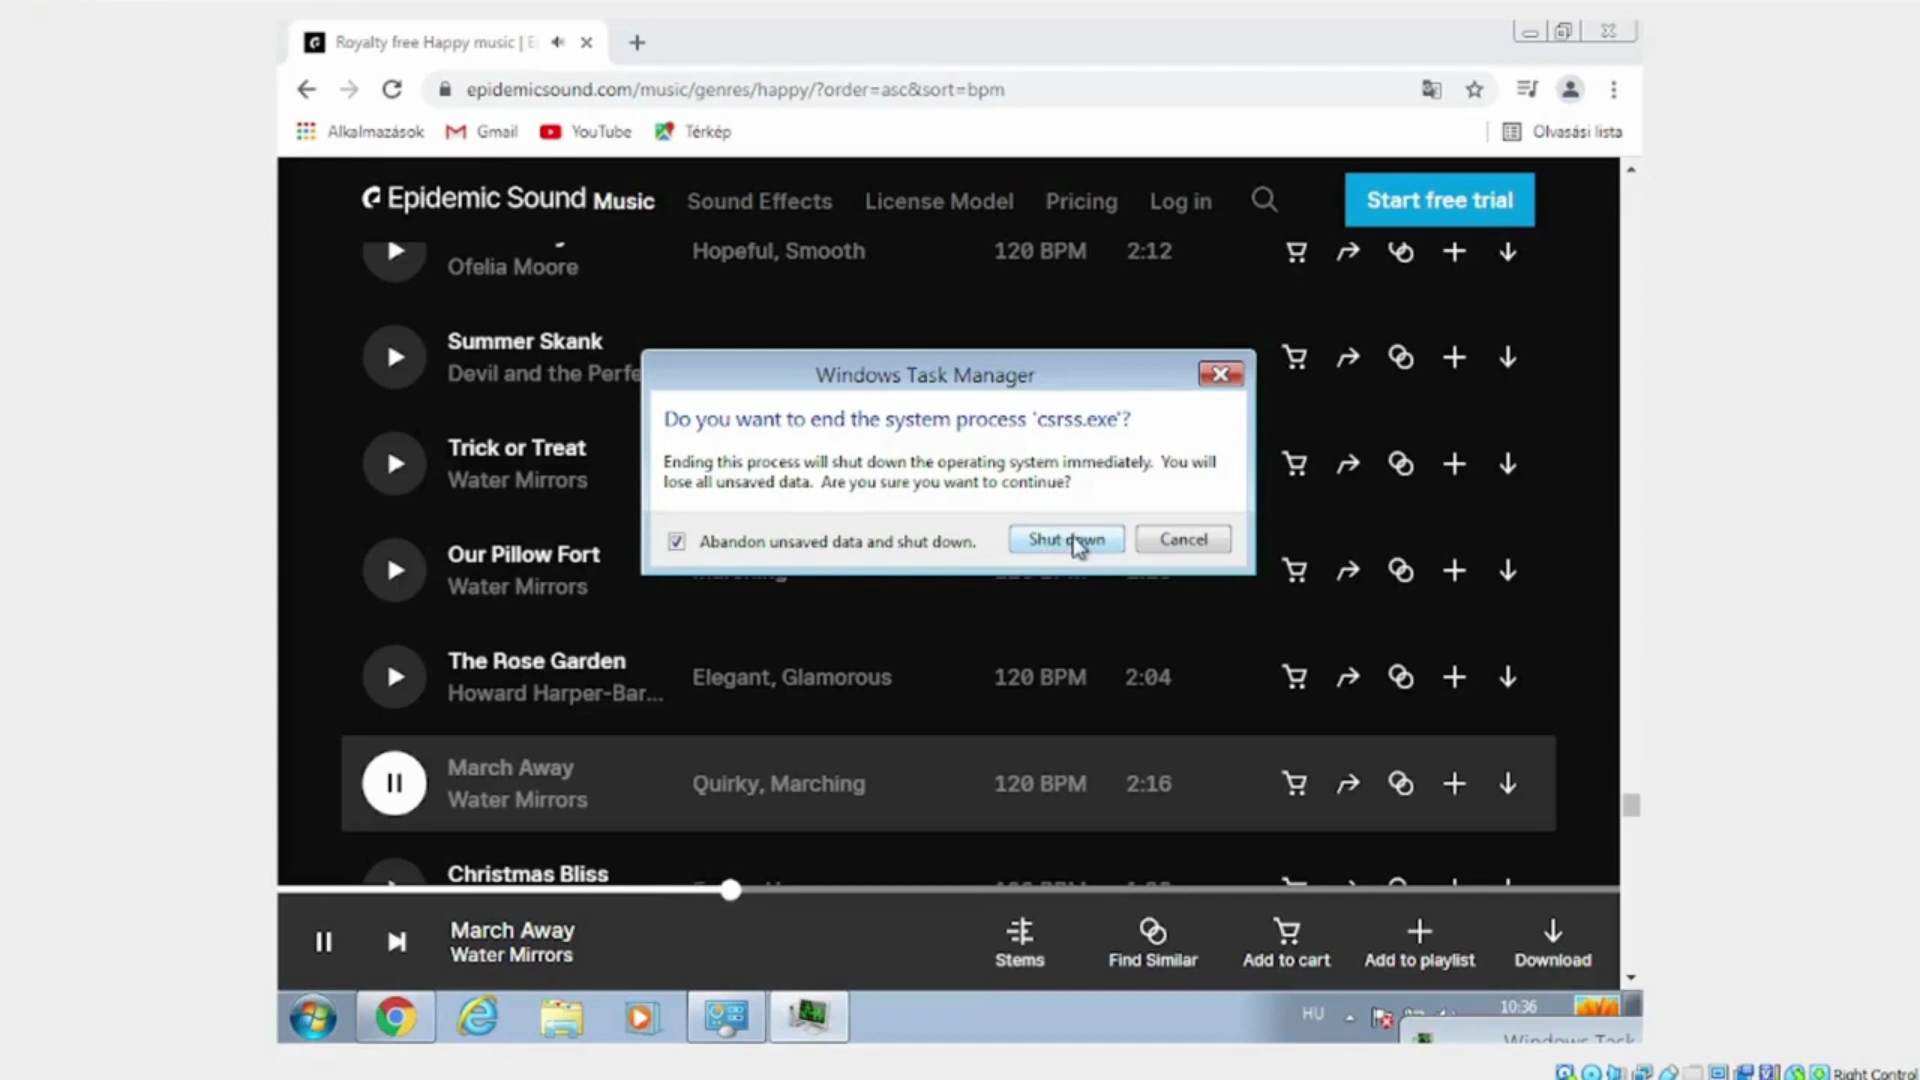 Royalty free Happy music | E
epidemicsound.com/music/genres/happy/?order=asc&sort=bpm
Alkalmazások Gmail YouTube Térkép Olvasási lista
Epidemic Sound Music Sound Effects License Model Pricing Log in Start free trial
Hopeful, Smooth 120 BPM 2:12
Ofelia Moore
Summer Skank
Devil and the Perfe
Windows Task Manager
Do you want to end the system process 'csrss.exe'?
Ending this process will shut down the operating system immediately. You will
lose all unsaved data. Are you sure you want to continue?
Abandon unsaved data and shut down. Shut down Cancel
Trick or Treat
Water Mirrors
Our Pillow Fort
Water Mirrors
The Rose Garden
Howard Harper-Bar...
Elegant, Glamorous 120 BPM 2:04
March Away
Water Mirrors
Quirky, Marching 120 BPM 2:16
Christmas Bliss
March Away
Water Mirrors
Stems Find Similar Add to cart Add to playlist Download
HU 10:36
Windows Task
Right Control